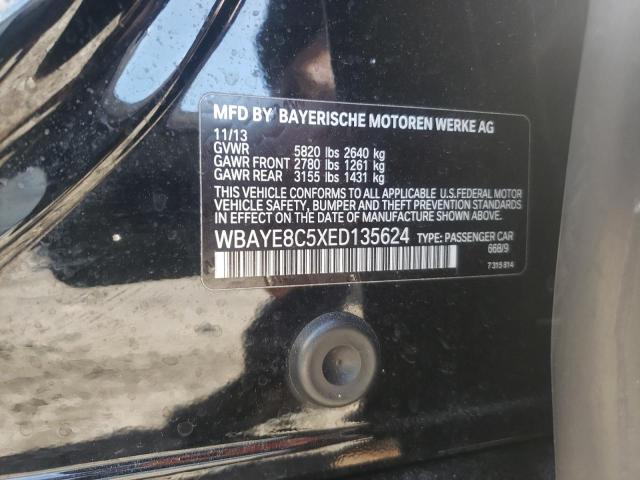 MFD BY BAYERISCHE MOTOREN WERKE AG
11/13
GVWR 5820 lbs 2640 kg
GAWR FRONT 2780 lbs 1261 kg
GAWR REAR 3155 lbs 1431 kg
THIS VEHICLE CONFORMS TO ALL APPLICABLE U.S.FEDERAL MOTOR
VEHICLE SAFETY, BUMPER AND THEFT PREVENTION STANDARDS
IN EFFECT ON THE DATE OF MANUFACTURE SHOWN ABOVE.
WBAYE8C5XED135624 TYPE: PASSENGER CAR
668/9
7315814